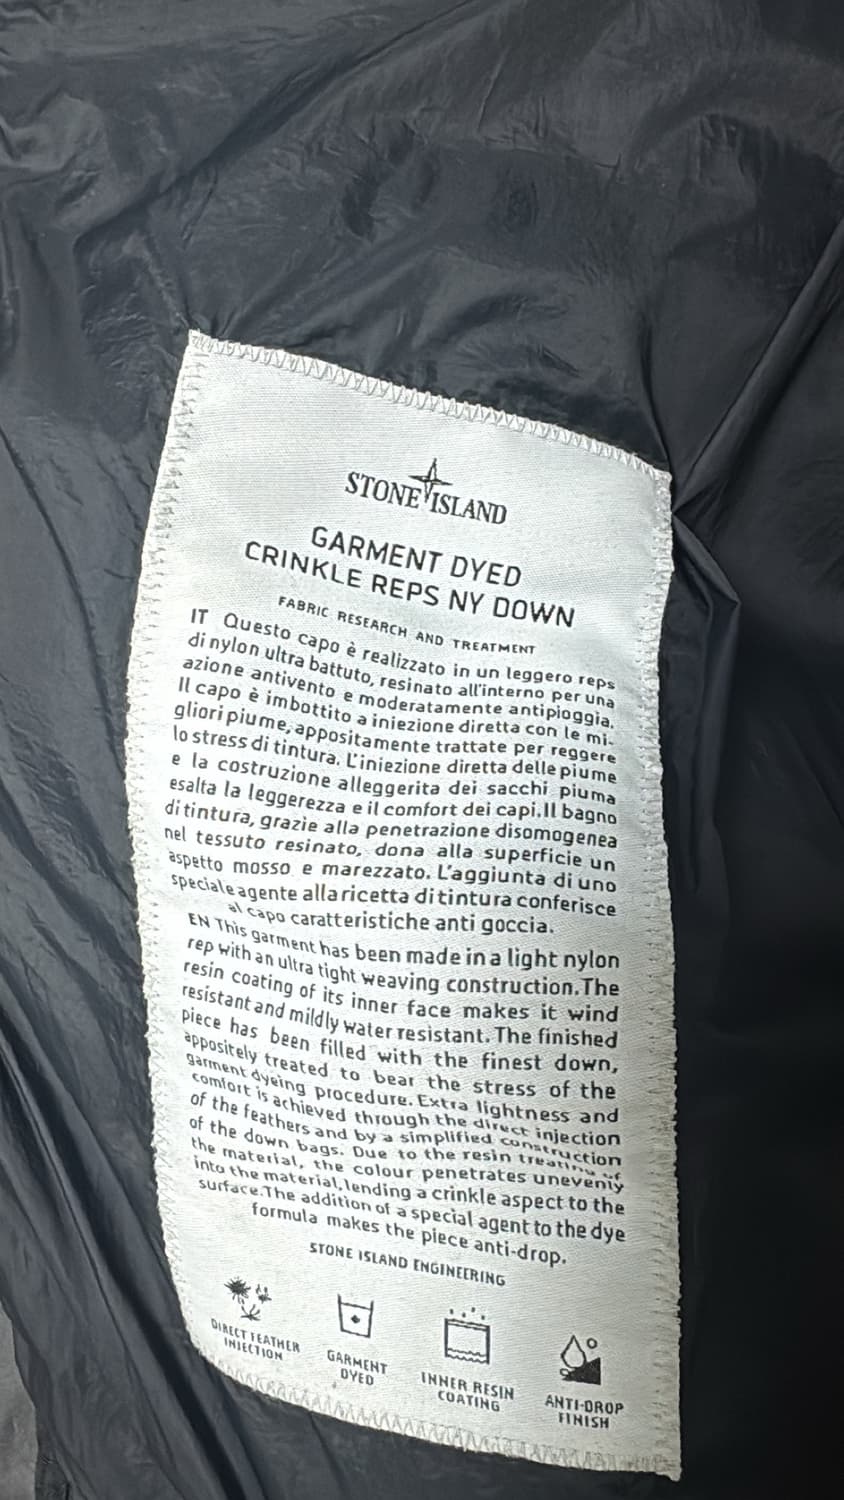 STONE ISLAND
GARMENT DYED
CRINKLE REPS NY DOWN
FABRIC RESEARCH AND TREATMENT
IT Questo capo è realizzato in un leggero reps
di nylon ultra battuto, resinato all'interno per una
azione antivento e moderatamente antipioggia.
Il capo è imbottito a iniezione diretta con le mi-
gliori piume, appositamente trattate per reggere
lo stress di tintura. L'iniezione diretta delle piume
e la costruzione alleggerita dei sacchi piuma
esalta la leggerezza e il comfort dei capi. Il bagno
di tintura, grazie alla penetrazione disomogenea
nel tessuto resinato, dona alla superficie un
aspetto mosso e marezzato. L'aggiunta di uno
speciale agente alla ricetta di tintura conferisce
al capo caratteristiche anti goccia.
EN This garment has been made in a light nylon
rep with an ultra tight weaving construction. The
resin coating of its inner face makes it wind
resistant and mildly water resistant. The finished
piece has been filled with the finest down,
appositely treated to bear the stress of the
garment dyeing procedure. Extra lightness and
comfort is achieved through the direct injection
of the feathers and by a simplified construction
of the down bags. Due to the resin treating of
the material, the colour penetrates unevenly
into the material, lending a crinkle aspect to the
surface. The addition of a special agent to the dye
formula makes the piece anti-drop.
STONE ISLAND ENGINEERING
DIRECT FEATHER
INJECTION
GARMENT
DYED
INNER RESIN
COATING
ANTI-DROP
FINISH